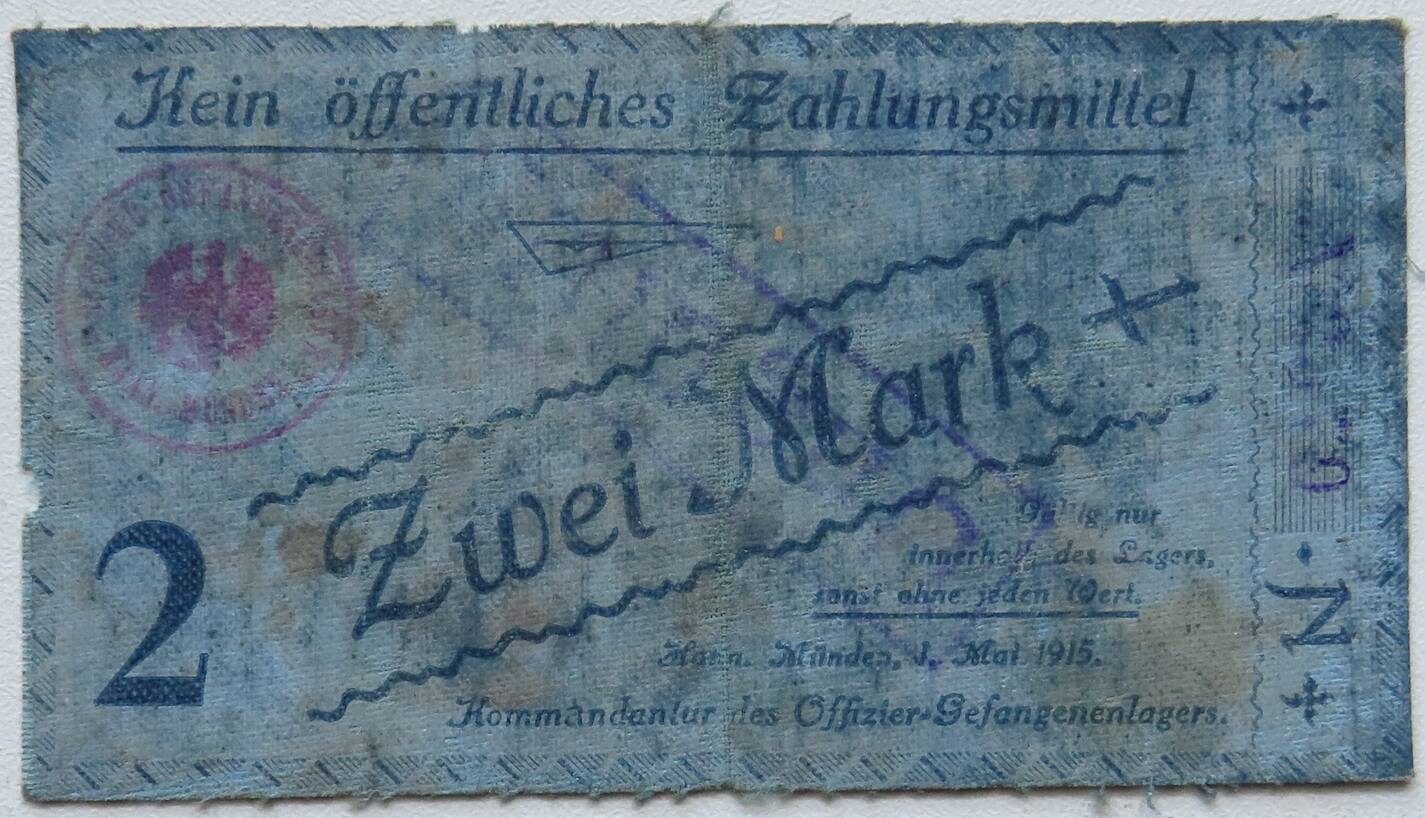 Kein öffentliches Zahlungsmittel
Zwei Mark
2
Gültig nur
innerhalb des Lagers,
sonst ohne jeden Wert.
Hann. Münden, 1. Mai 1915.
Kommandantur des Offizier-Gefangenenlagers.
N